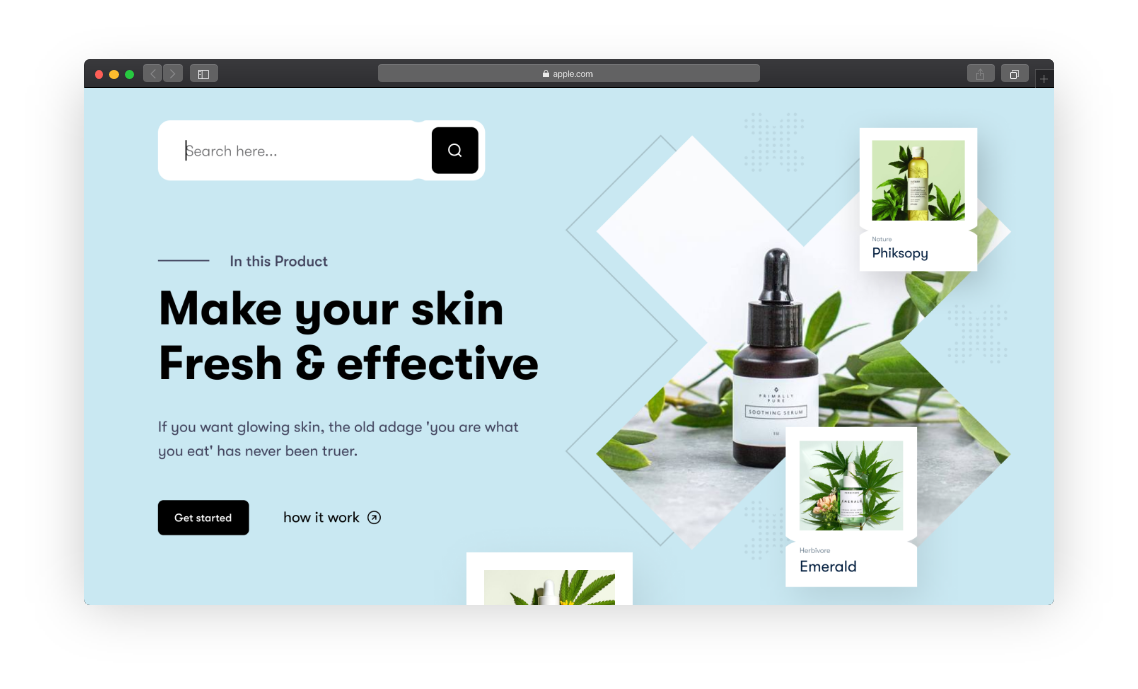 apple.com
Search here...
In this Product
Make your skin
Fresh & effective
If you want glowing skin, the old adage 'you are what
you eat' has never been truer.
Get started
how it work
Nature
Phiksopy
PRIMALLY
PURE
SOOTHING SERUM
EMERALD
Herbivore
Emerald